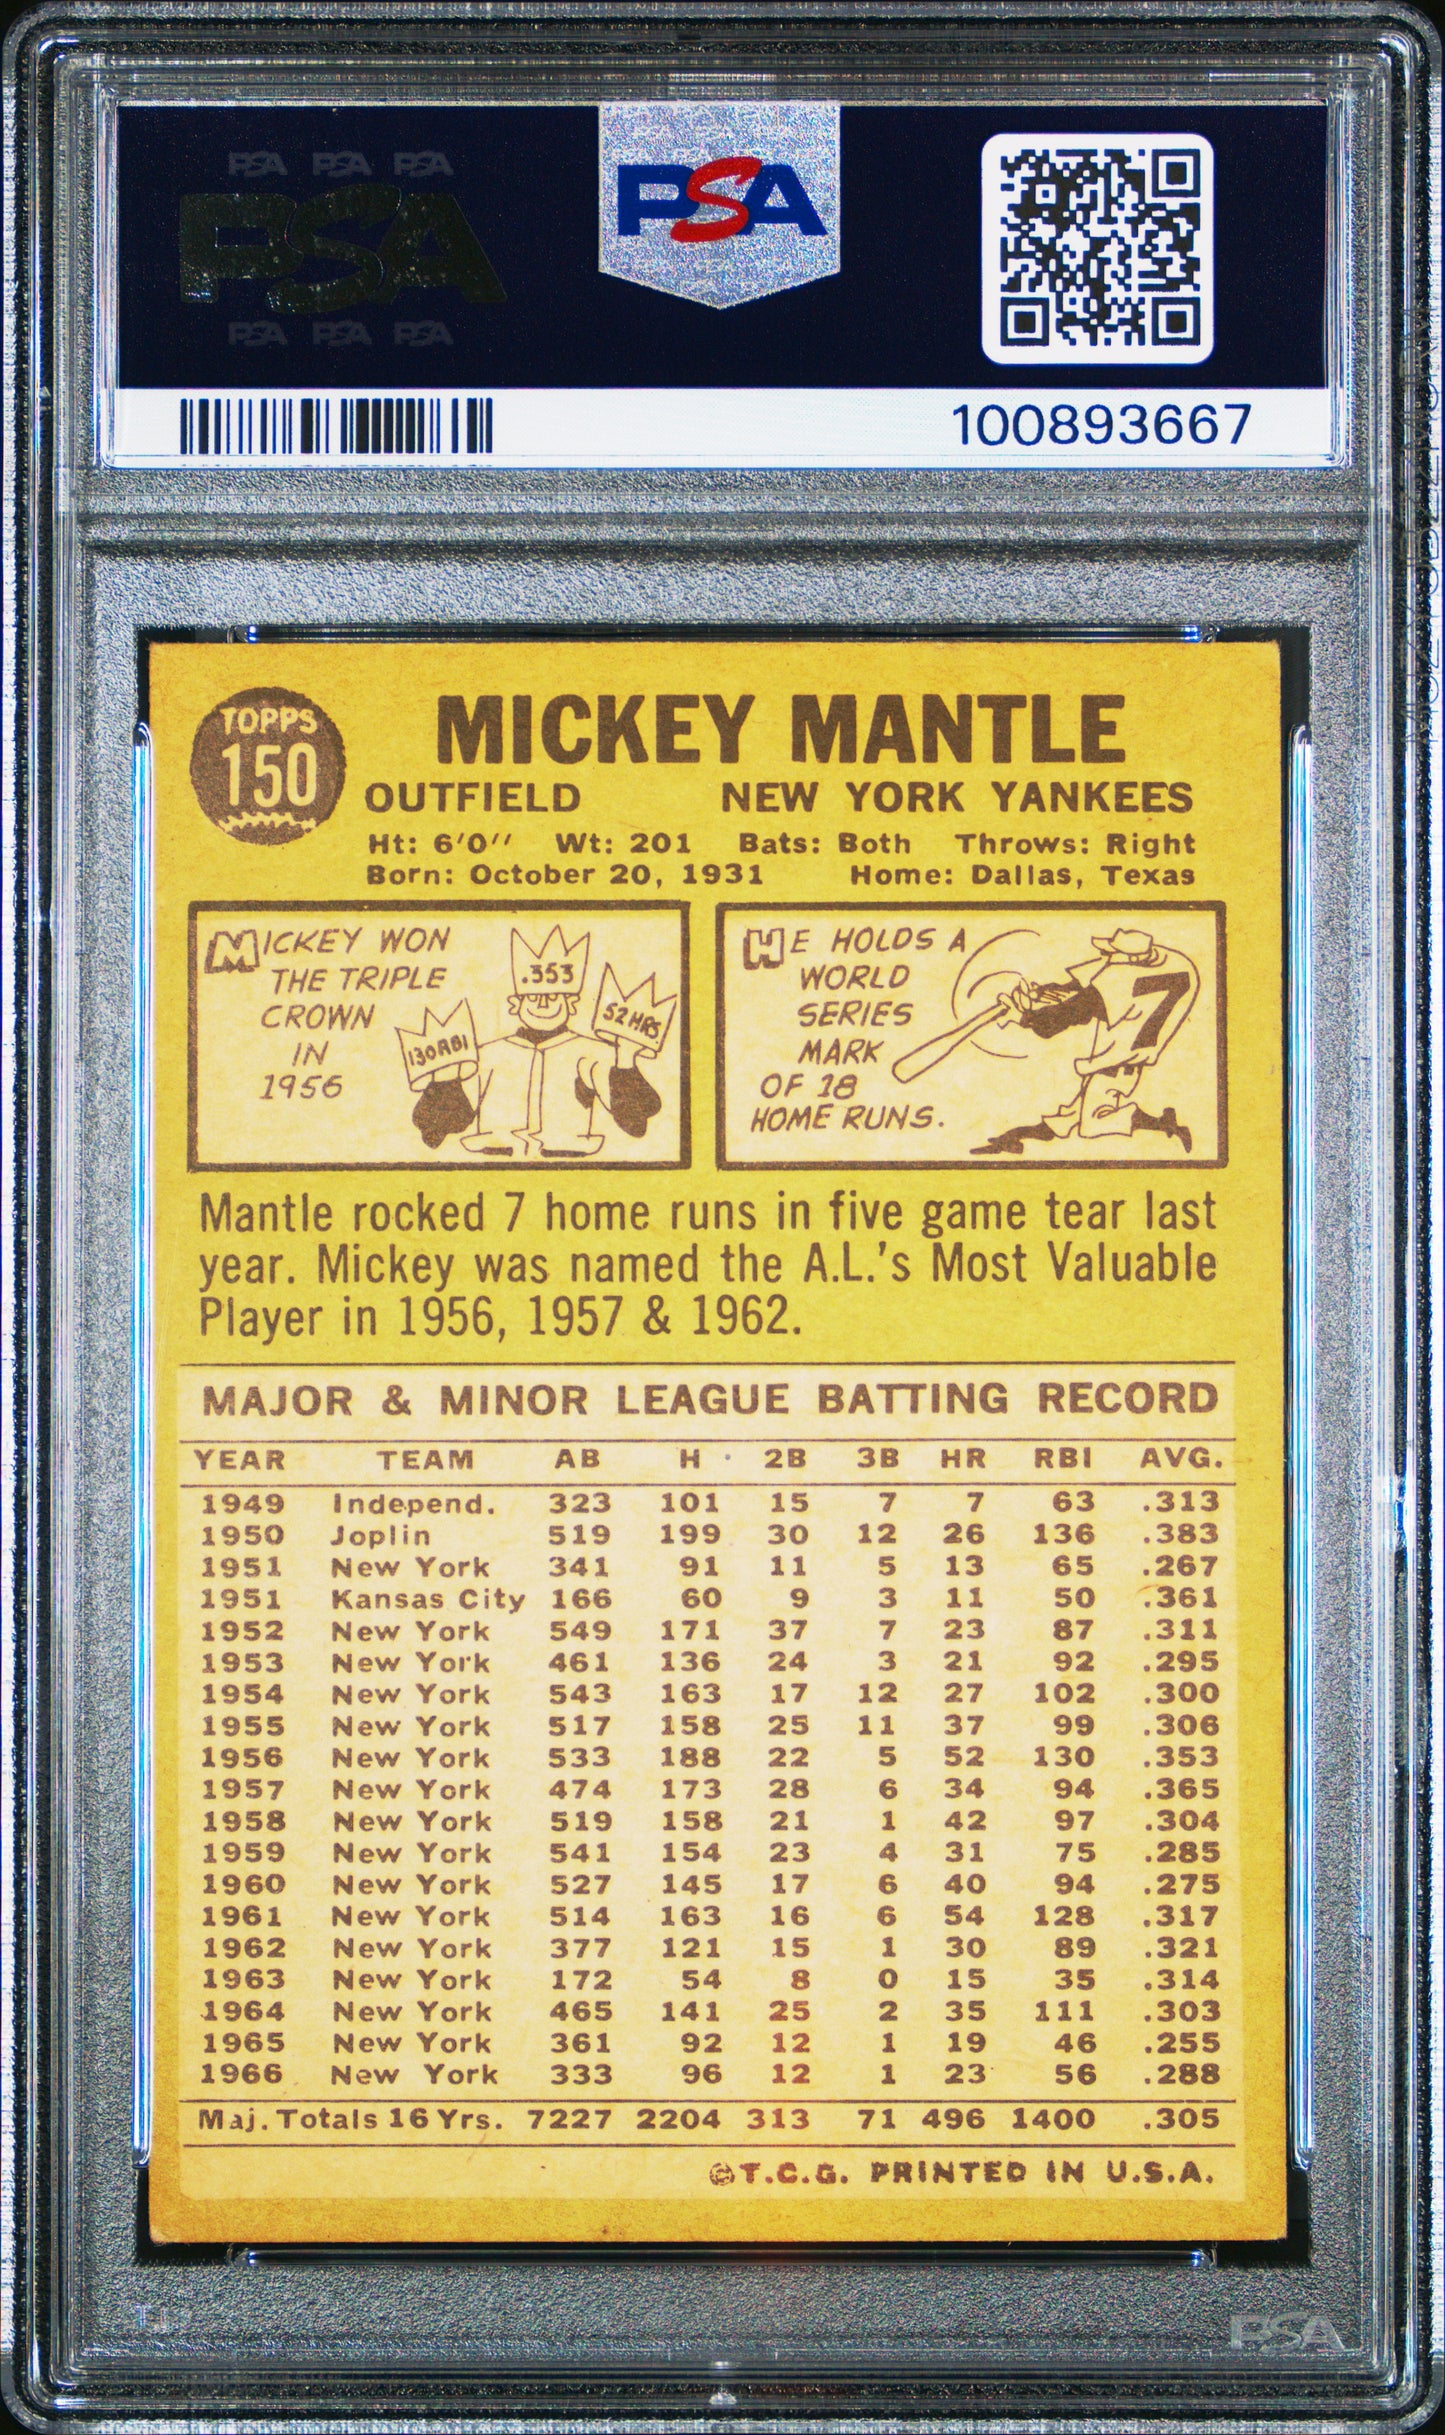 PSA PSA PSA
PSA
PSA PSA PSA
PSA
100893667
TOPPS
150
MICKEY MANTLE
OUTFIELD NEW YORK YANKEES
Ht: 6'0'' Wt: 201 Bats: Both Throws: Right
Born: October 20, 1931 Home: Dallas, Texas
MICKEY WON
THE TRIPLE
CROWN
IN
1956
.353
130 RBI
52 HRS
HE HOLDS A
WORLD
SERIES
MARK
OF 18
HOME RUNS.
7
Mantle rocked 7 home runs in five game tear last
year. Mickey was named the A.L.'s Most Valuable
Player in 1956, 1957 & 1962.
MAJOR & MINOR LEAGUE BATTING RECORD
YEAR TEAM AB H 2B 3B HR RBI AVG.
1949 Independ. 323 101 15 7 7 63 .313
1950 Joplin 519 199 30 12 26 136 .383
1951 New York 341 91 11 5 13 65 .267
1951 Kansas City 166 60 9 3 11 50 .361
1952 New York 549 171 37 7 23 87 .311
1953 New York 461 136 24 3 21 92 .295
1954 New York 543 163 17 12 27 102 .300
1955 New York 517 158 25 11 37 99 .306
1956 New York 533 188 22 5 52 130 .353
1957 New York 474 173 28 6 34 94 .365
1958 New York 519 158 21 1 42 97 .304
1959 New York 541 154 23 4 31 75 .285
1960 New York 527 145 17 6 40 94 .275
1961 New York 514 163 16 6 54 128 .317
1962 New York 377 121 15 1 30 89 .321
1963 New York 172 54 8 0 15 35 .314
1964 New York 465 141 25 2 35 111 .303
1965 New York 361 92 12 1 19 46 .255
1966 New York 333 96 12 1 23 56 .288
Maj. Totals 16 Yrs. 7227 2204 313 71 496 1400 .305
©T.C.G. PRINTED IN U.S.A.
PSA